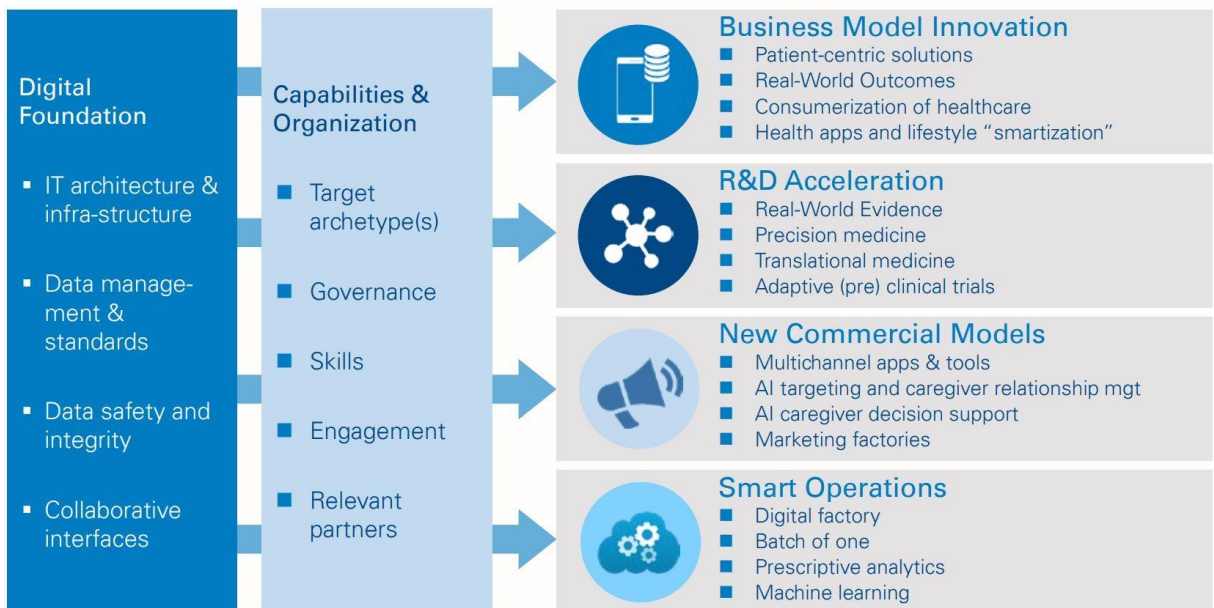 Digital
Foundation
IT architecture &
infra-structure
Data manage-
ment &
standards
Data safety and
integrity
Collaborative
interfaces
Capabilities &
Organization
Target
archetype(s)
Governance
Skills
Engagement
Relevant
partners
Business Model Innovation
Patient-centric solutions
Real-World Outcomes
Consumerization of healthcare
Health apps and lifestyle “smartization”
R&D Acceleration
Real-World Evidence
Precision medicine
Translational medicine
Adaptive (pre) clinical trials
New Commercial Models
Multichannel apps & tools
AI targeting and caregiver relationship mgt
AI caregiver decision support
Marketing factories
Smart Operations
Digital factory
Batch of one
Prescriptive analytics
Machine learning